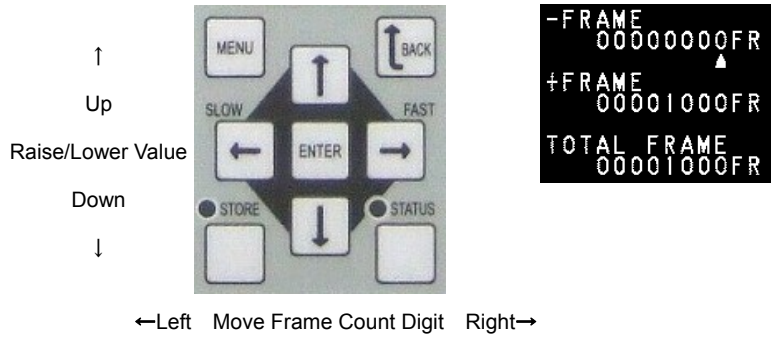 ↑
Up
Raise/Lower Value
Down
↓
MENU
BACK
SLOW
FAST
ENTER
STORE
STATUS
←Left Move Frame Count Digit Right→
-FRAME
00000000FR
+FRAME
00001000FR
TOTAL FRAME
00001000FR